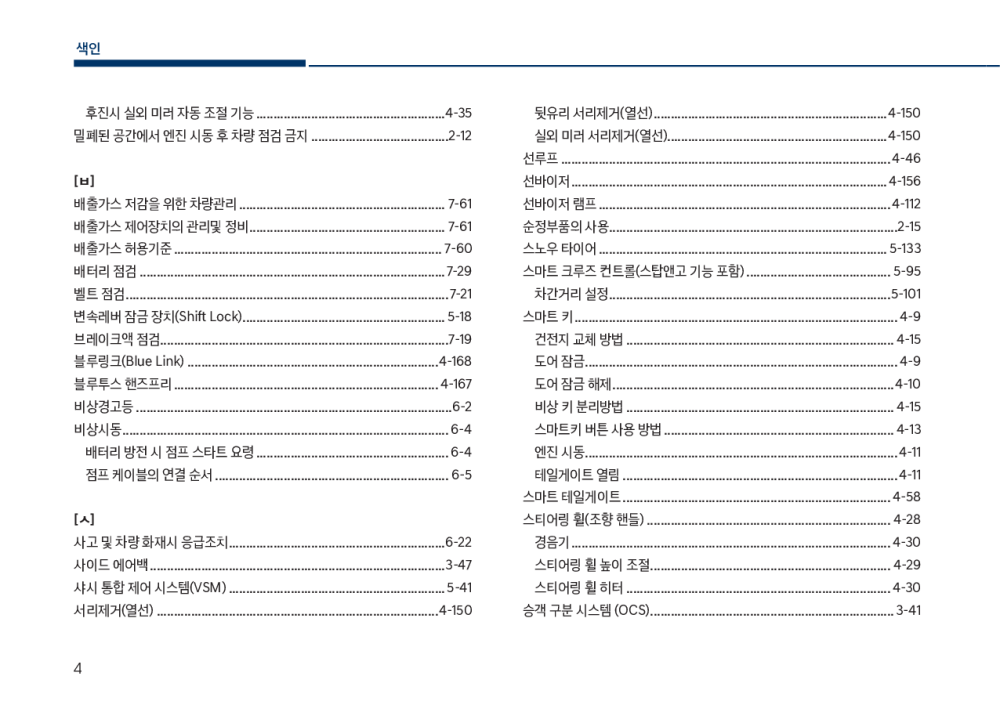 색인
후진시 실외 미러 자동 조절 기능 4-35
밀폐된 공간에서 엔진 시동 후 차량 점검 금지 2-12
[ㅂ]
배출가스 저감을 위한 차량관리 7-61
배출가스 제어장치의 관리및 정비 7-61
배출가스 허용기준 7-60
배터리 점검 7-29
벨트 점검 7-21
변속레버 잠금 장치(Shift Lock) 5-18
브레이크액 점검 7-19
블루링크(Blue Link) 4-168
블루투스 핸즈프리 4-167
비상경고등 6-2
비상시동 6-4
배터리 방전 시 점프 스타트 요령 6-4
점프 케이블의 연결 순서 6-5
[ㅅ]
사고 및 차량 화재시 응급조치 6-22
사이드 에어백 3-47
샤시 통합 제어 시스템(VSM) 5-41
서리제거(열선) 4-150
뒷유리 서리제거(열선) 4-150
실외 미러 서리제거(열선) 4-150
선루프 4-46
선바이저 4-156
선바이저 램프 4-112
순정부품의 사용 2-15
스노우 타이어 5-133
스마트 크루즈 컨트롤(스탑앤고 기능 포함) 5-95
차간거리 설정 5-101
스마트 키 4-9
건전지 교체 방법 4-15
도어 잠금 4-9
도어 잠금 해제 4-10
비상 키 분리방법 4-15
스마트키 버튼 사용 방법 4-13
엔진 시동 4-11
테일게이트 열림 4-11
스마트 테일게이트 4-58
스티어링 휠(조향 핸들) 4-28
경음기 4-30
스티어링 휠 높이 조절 4-29
스티어링 휠 히터 4-30
승객 구분 시스템 (OCS) 3-41
4